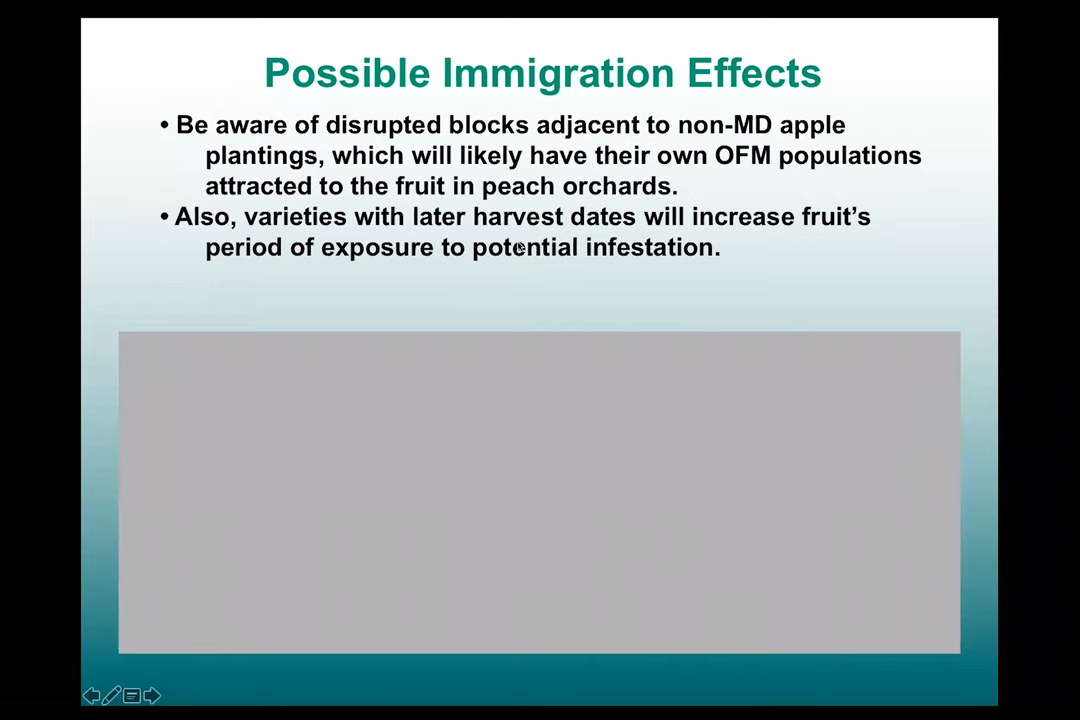 Possible Immigration Effects
• Be aware of disrupted blocks adjacent to non-MD apple
plantings, which will likely have their own OFM populations
attracted to the fruit in peach orchards.
• Also, varieties with later harvest dates will increase fruit’s
period of exposure to potential infestation.